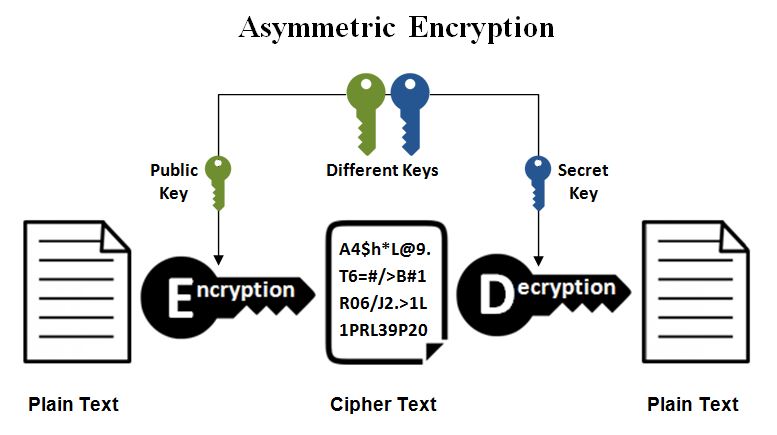 Asymmetric Encryption
Public
Key
Different Keys
Secret
Key
A4$h*L@9.
T6=#/>B#1
R06/J2.>1L
1PRL39P20
Encryption
Decryption
Plain Text
Cipher Text
Plain Text